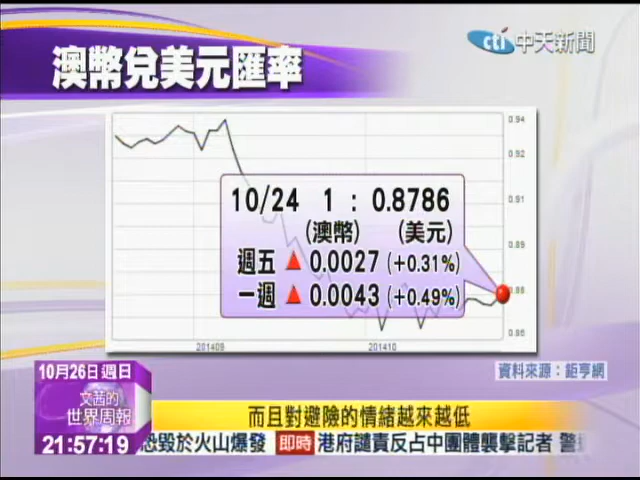 cti 中天新聞
澳幣兌美元匯率
0.94
0.92
0.91
0.89
0.88
0.86
10/24 1 : 0.8786
(澳幣) (美元)
週五 ▲ 0.0027 (+0.31%)
一週 ▲ 0.0043 (+0.49%)
201409 201410
資料來源：鉅亨網
10月26日 週日
文茜的
世界周報
而且對避險的情緒越來越低
21:57:19
恐毀於火山爆發 即時 港府譴責反占中團體襲擊記者 警